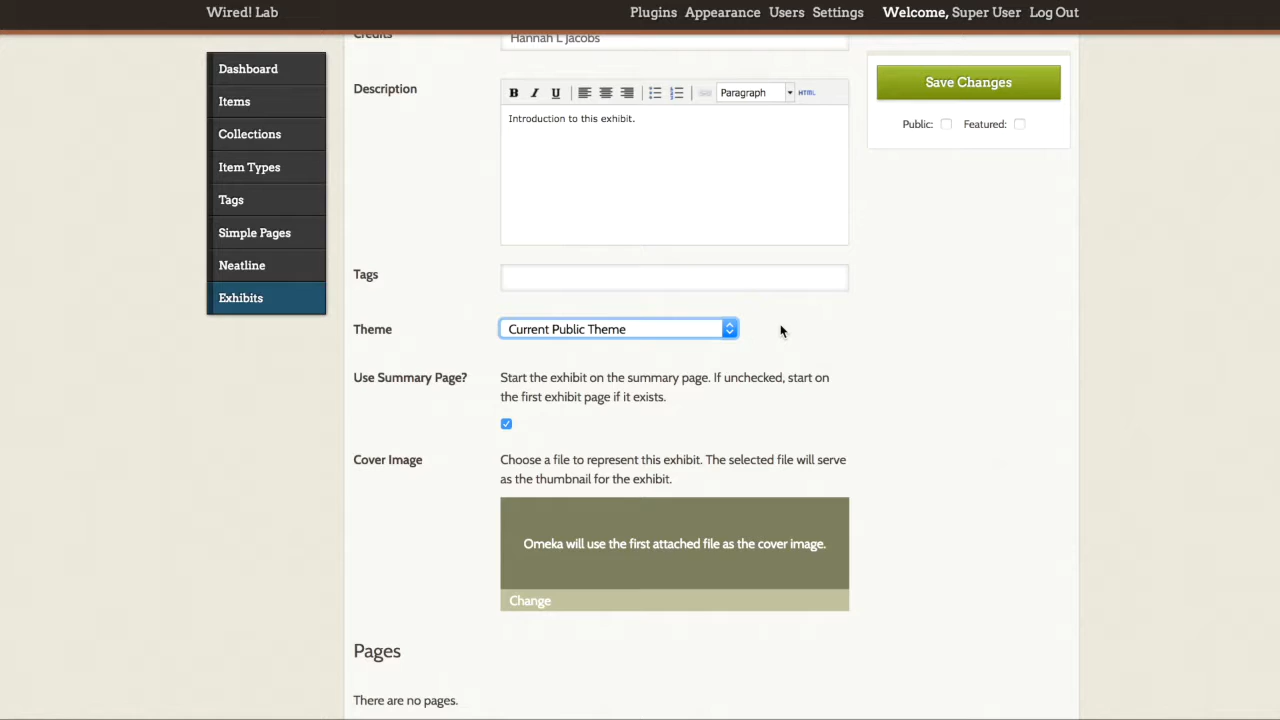 Wired! Lab
Plugins Appearance Users Settings Welcome, Super User Log Out
Dashboard
Items
Collections
Item Types
Tags
Simple Pages
Neatline
Exhibits
Credits
Hannah L Jacobs
Description
B I U Paragraph HTML
Introduction to this exhibit.
Tags
Theme
Current Public Theme
Use Summary Page?
Start the exhibit on the summary page. If unchecked, start on
the first exhibit page if it exists.
Cover Image
Choose a file to represent this exhibit. The selected file will serve
as the thumbnail for the exhibit.
Omeka will use the first attached file as the cover image.
Change
Pages
There are no pages.
Save Changes
Public: Featured: